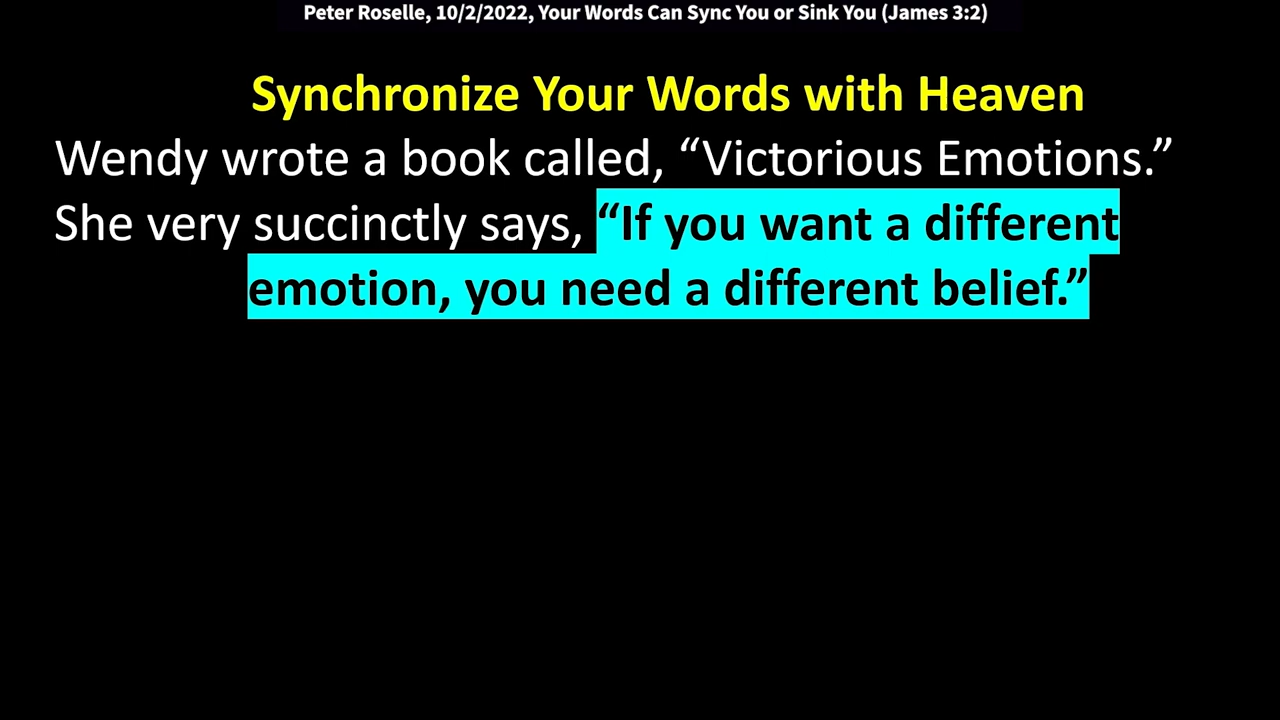 Peter Roselle, 10/2/2022, Your Words Can Sync You or Sink You (James 3:2)
Synchronize Your Words with Heaven
Wendy wrote a book called, “Victorious Emotions.”
She very succinctly says, “If you want a different
emotion, you need a different belief.”